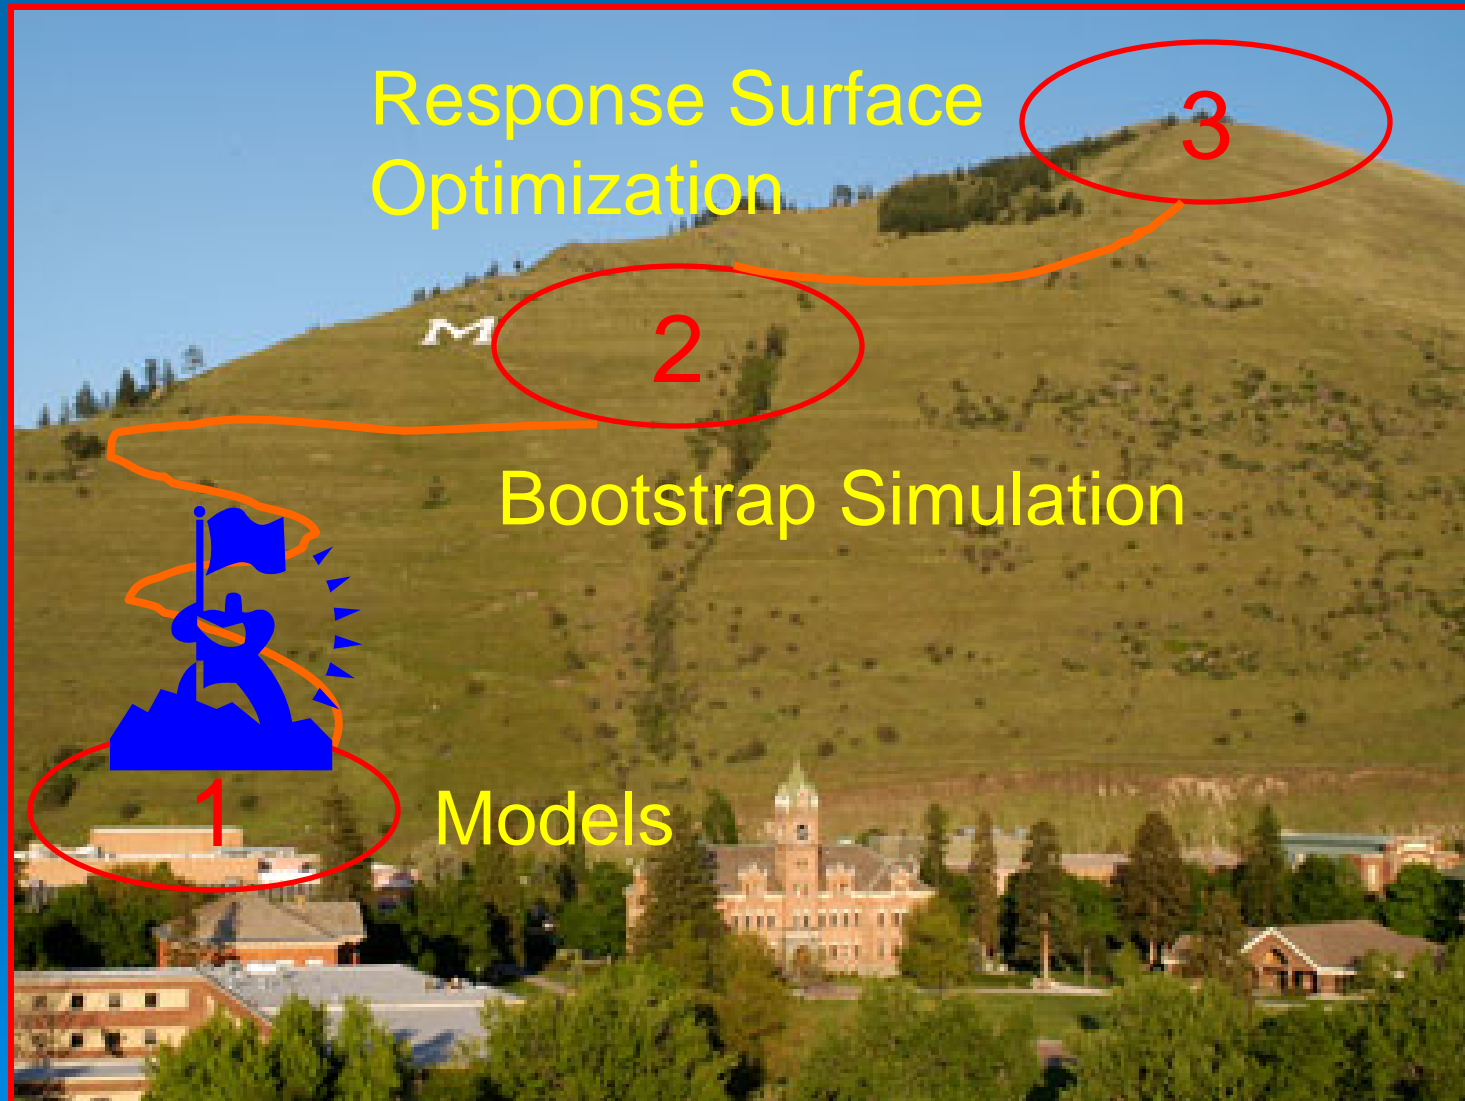 Response Surface
Optimization
3
M
2
Bootstrap Simulation
1
Models